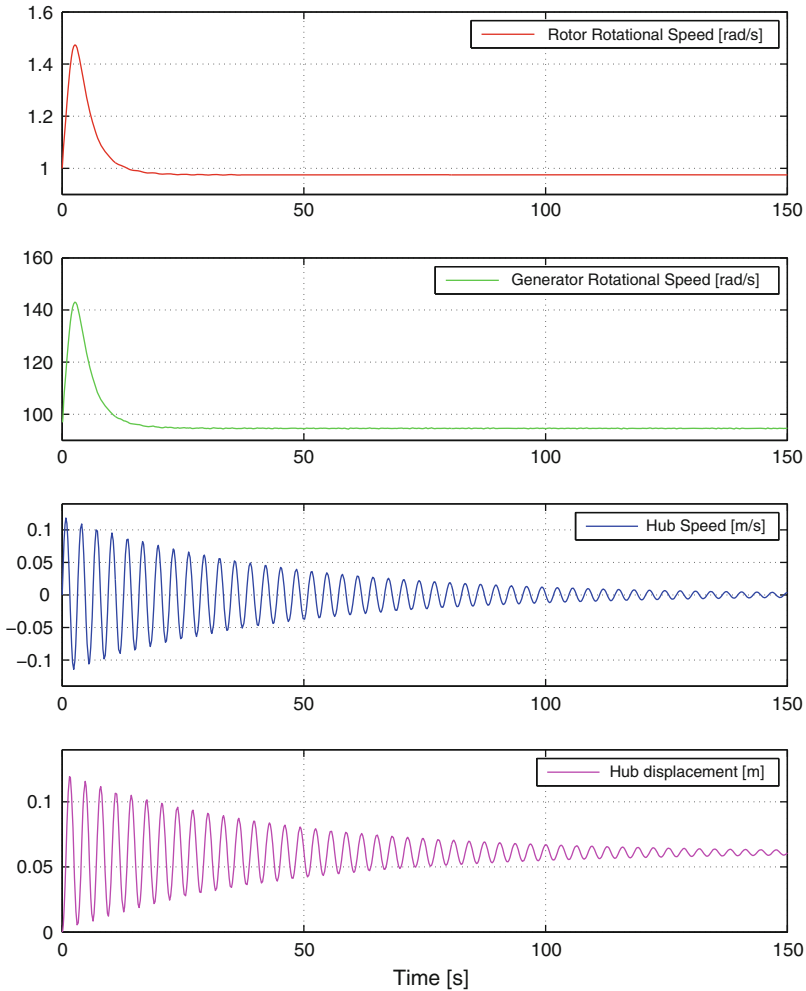 1.6
Rotor Rotational Speed [rad/s]
1.4
1.2
1
0 50 100 150
160
Generator Rotational Speed [rad/s]
140
120
100
0 50 100 150
0.1
Hub Speed [m/s]
0.05
0
−0.05
−0.1
0 50 100 150
Hub displacement [m]
0.1
0.05
0
0 50 100 150
Time [s]